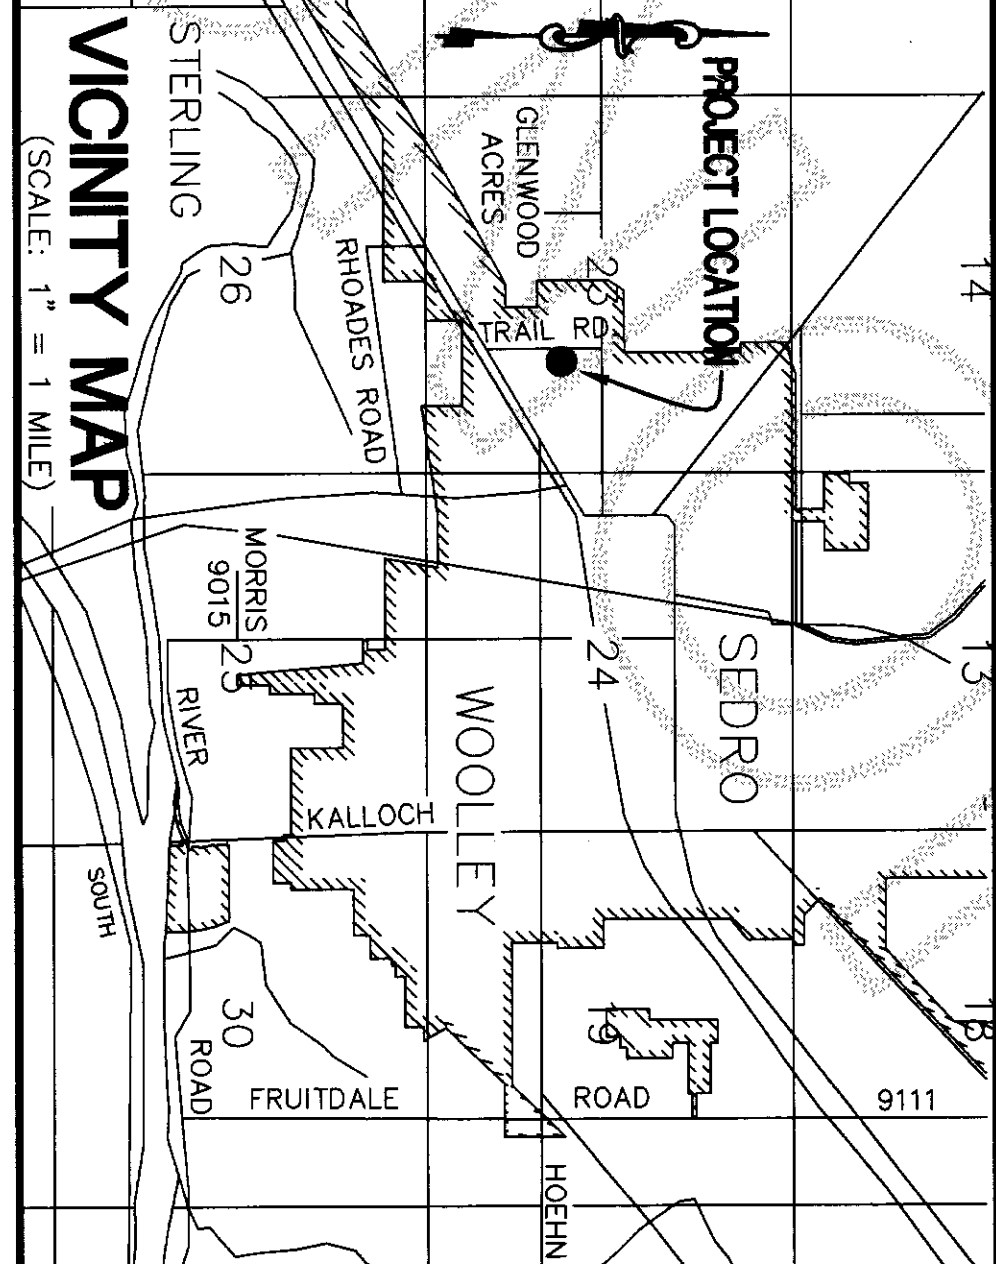 PROJECT LOCATION
14
13
18
SEDRO
9111
23
TRAIL RD
GLENWOOD
ACRES
24
19
ROAD
HOEHN
WOOLLEY
KALLOCH
FRUITDALE
RHOADES ROAD
STERLING
26
MORRIS
9015
25
RIVER
30
ROAD
SOUTH
VICINITY MAP
(SCALE: 1" = 1 MILE)